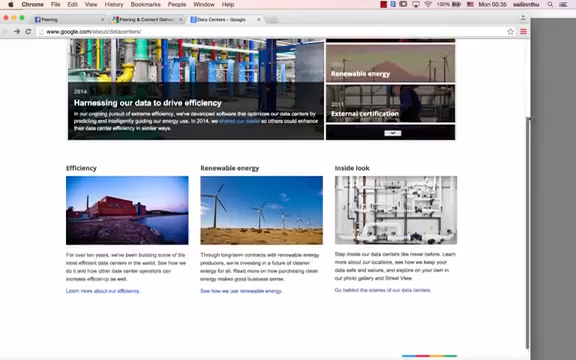 Chrome File Edit View History Bookmarks People Window Help
100% Mon 00:35 sailinnthu
Peering
Peering & Content Deliver
Data Centers – Google
www.google.com/about/datacenters/
Renewable energy
2014
Harnessing our data to drive efficiency
2011
External certification
In our ongoing pursuit of extreme efficiency, we've developed software that optimizes our data centers by
predicting and intelligently guiding our energy use. In 2014, we shared our model so others could enhance
their data center efficiency in similar ways.
Efficiency
Renewable energy
Inside look
For over ten years, we've been building some of the
most efficient data centers in the world. See how we
do it and how other data center operators can
increase efficiency as well.
Learn more about our efficiency.
Through long-term contracts with renewable energy
producers, we're investing in a future of cleaner
energy for all. Read more on how purchasing clean
energy makes good business sense.
See how we use renewable energy.
Step inside our data centers like never before. Learn
more about our locations, see how we keep your
data safe and secure, and explore on your own in
our photo gallery and Street View.
Go behind the scenes of our data centers.